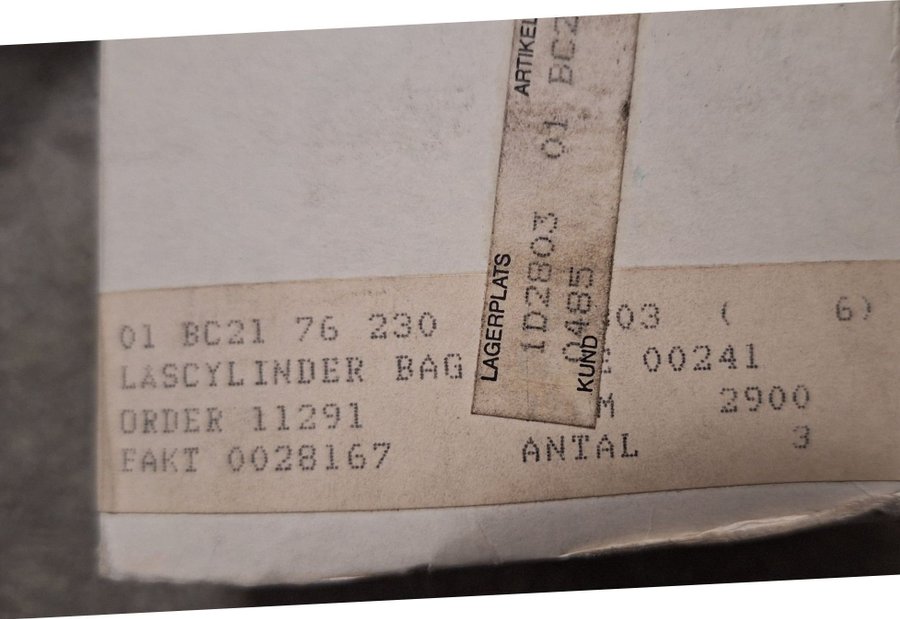 01 BC21 76 230 03 ( 6)
LASCYLINDER BAG 00241
ORDER 11291 M 2900
FAKT 0028167 ANTAL 3
ARTIKEL
01 BC2
LAGERPLATS
1D2803
KUND 0485